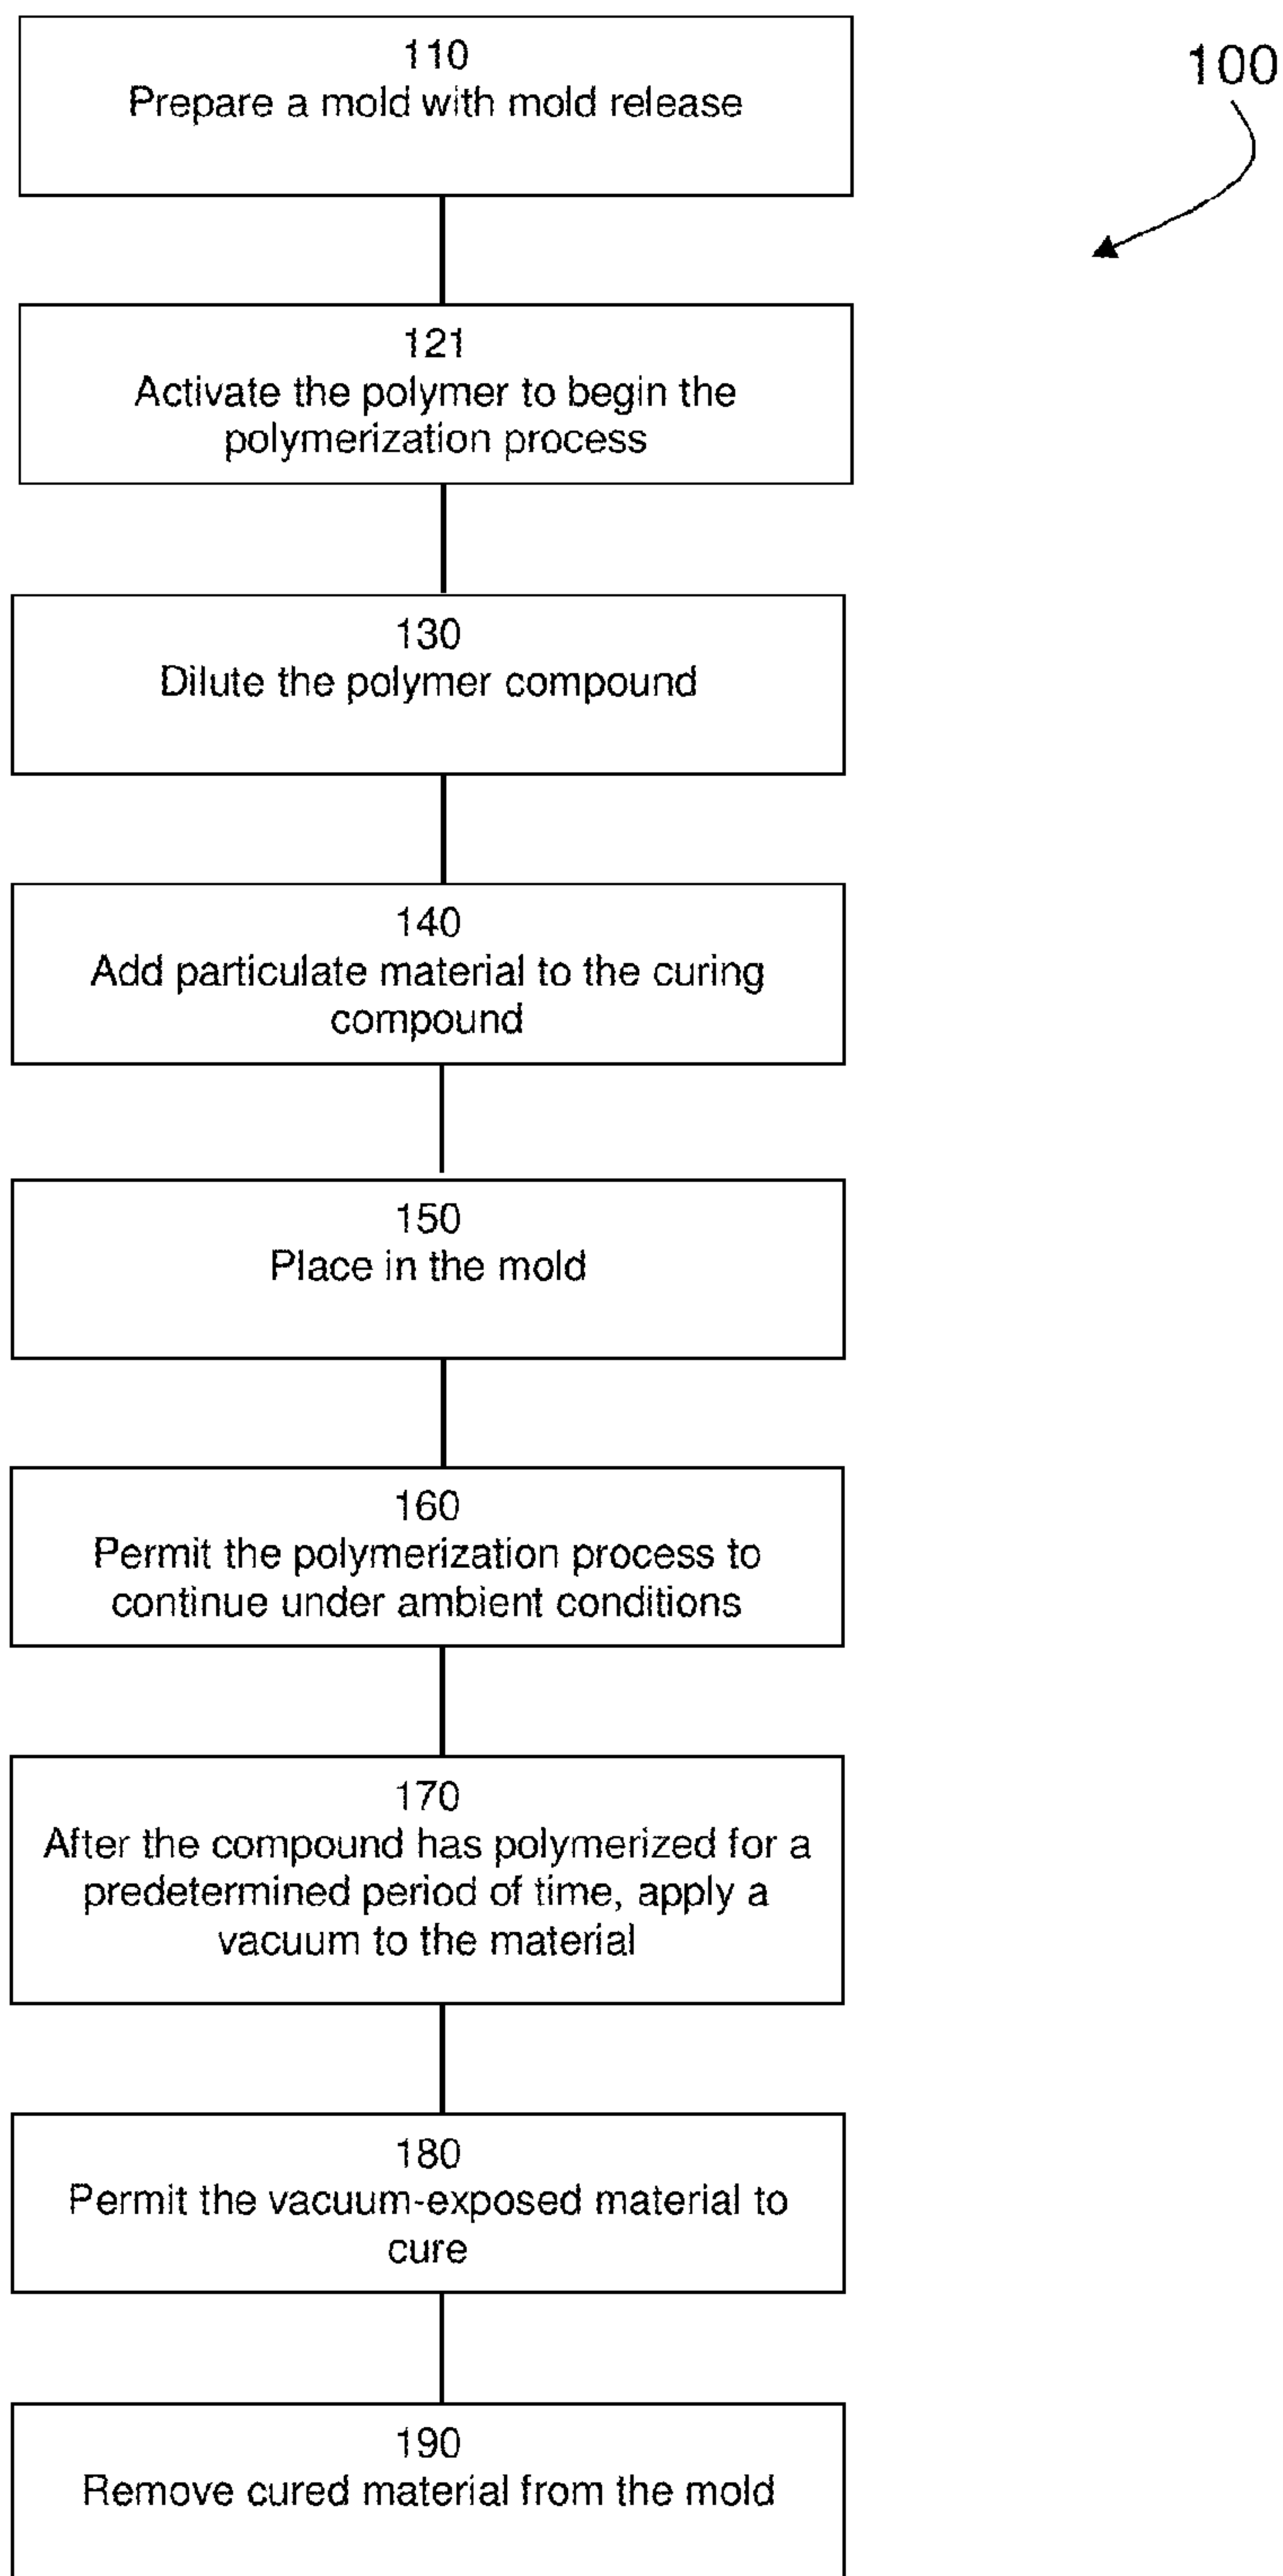 110
Prepare a mold with mold release
100
121
Activate the polymer to begin the
polymerization process
130
Dilute the polymer compound
140
Add particulate material to the curing
compound
150
Place in the mold
160
Permit the polymerization process to
continue under ambient conditions
170
After the compound has polymerized for a
predetermined period of time, apply a
vacuum to the material
180
Permit the vacuum-exposed material to
cure
190
Remove cured material from the mold